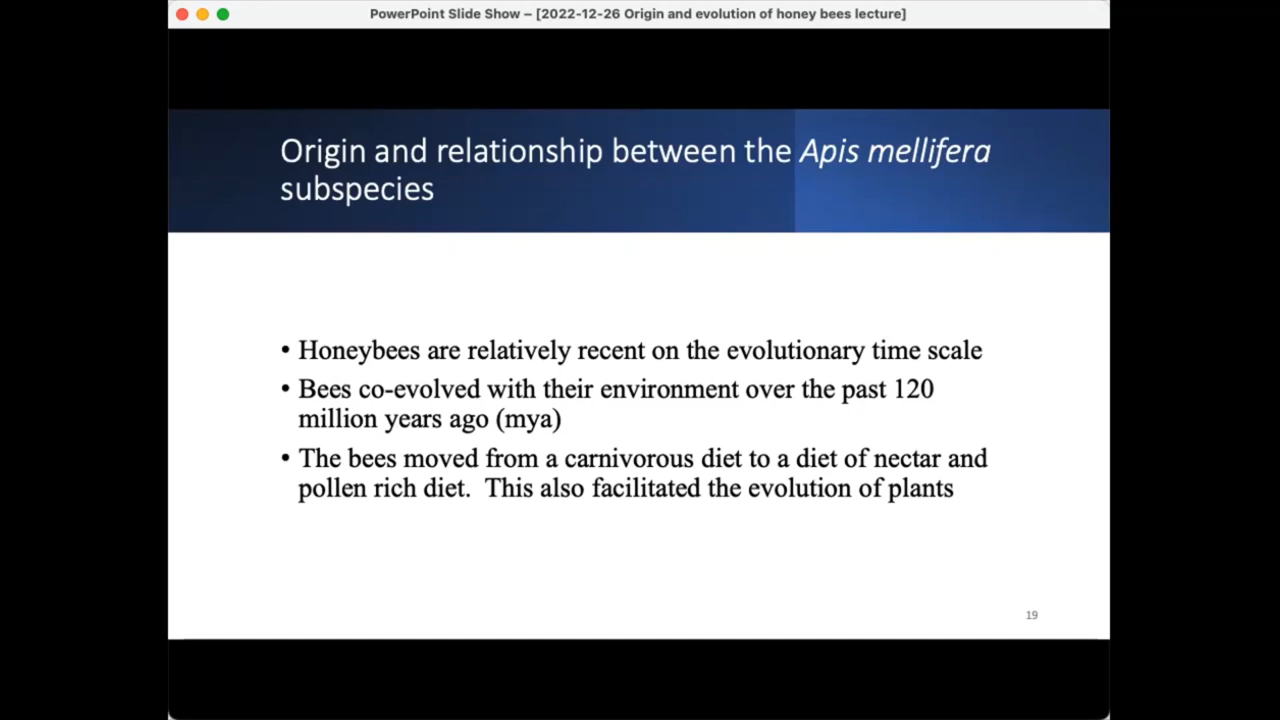 PowerPoint Slide Show – [2022-12-26 Origin and evolution of honey bees lecture]
Origin and relationship between the Apis mellifera
subspecies
• Honeybees are relatively recent on the evolutionary time scale
• Bees co-evolved with their environment over the past 120
million years ago (mya)
• The bees moved from a carnivorous diet to a diet of nectar and
pollen rich diet.  This also facilitated the evolution of plants
19